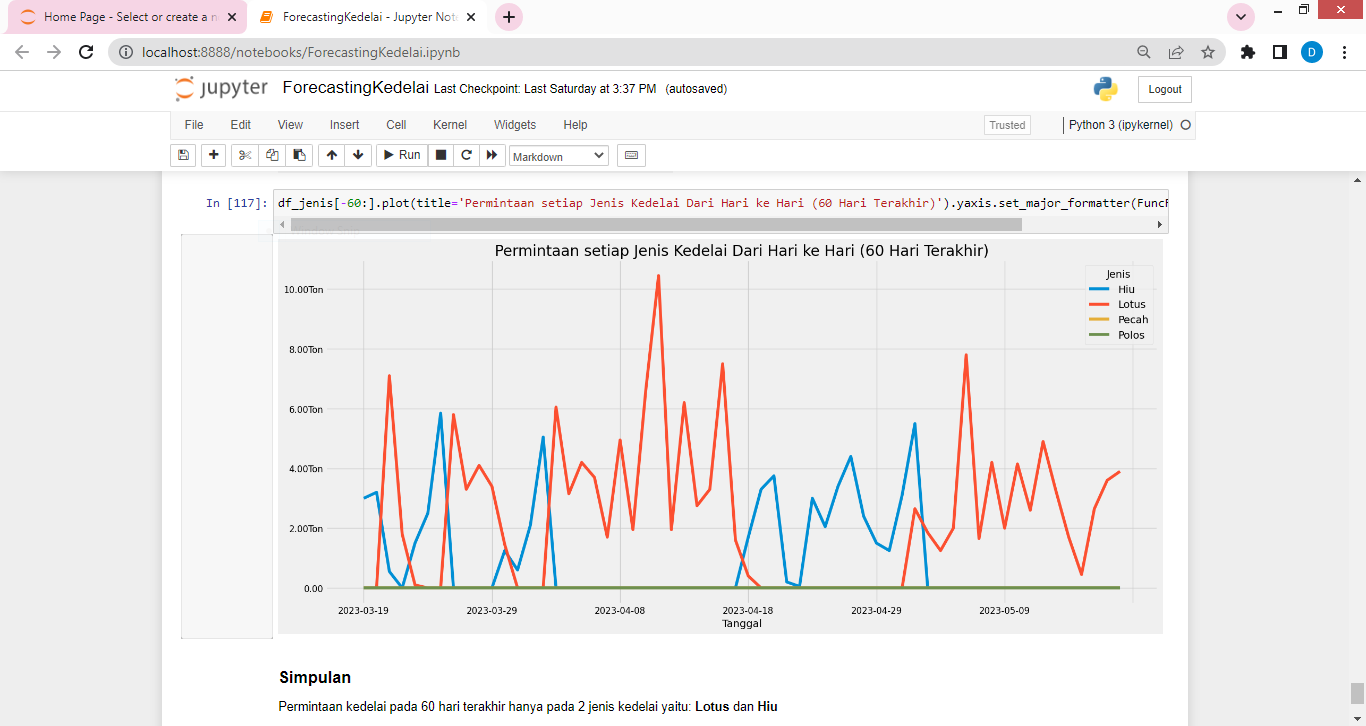 Home Page - Select or create a n
ForecastingKedelai - Jupyter Not
localhost:8888/notebooks/ForecastingKedelai.ipynb
D
jupyter ForecastingKedelai Last Checkpoint: Last Saturday at 3:37 PM (autosaved)
Logout
File Edit View Insert Cell Kernel Widgets Help
Trusted
Python 3 (ipykernel)
Run
Markdown
In [117]: df_jenis[-60:].plot(title='Permintaan setiap Jenis Kedelai Dari Hari ke Hari (60 Hari Terakhir)').yaxis.set_major_formatter(Func
Permintaan setiap Jenis Kedelai Dari Hari ke Hari (60 Hari Terakhir)
Jenis
Hiu
Lotus
Pecah
Polos
10.00Ton
8.00Ton
6.00Ton
4.00Ton
2.00Ton
0.00
2023-03-19 2023-03-29 2023-04-08 2023-04-18 2023-04-29 2023-05-09
Tanggal
Simpulan
Permintaan kedelai pada 60 hari terakhir hanya pada 2 jenis kedelai yaitu: Lotus dan Hiu